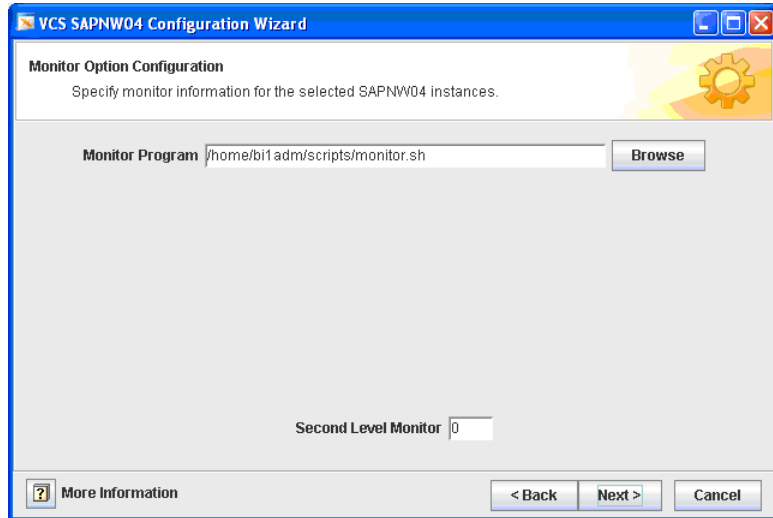 VCS SAPNW04 Configuration Wizard
Monitor Option Configuration
Specify monitor information for the selected SAPNW04 instances.
Monitor Program /home/bi1adm/scripts/monitor.sh Browse
Second Level Monitor 0
More Information < Back Next > Cancel